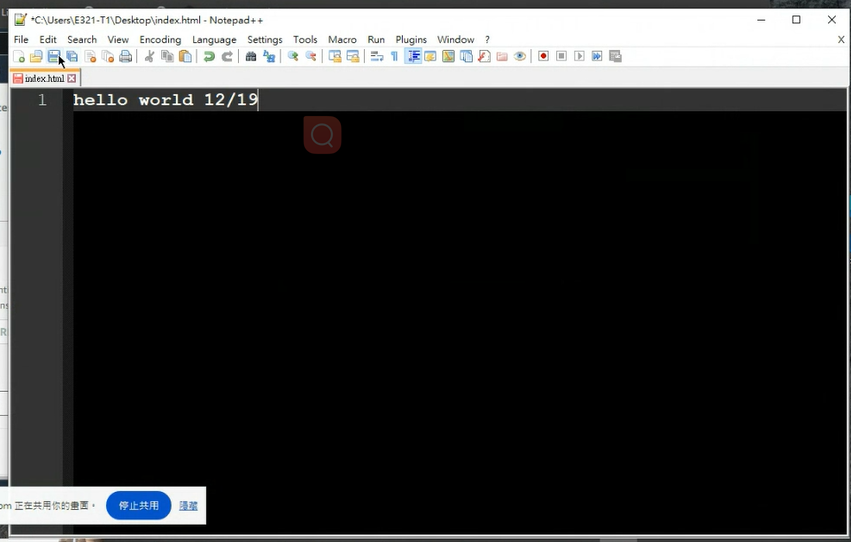 *C:\Users\E321-T1\Desktop\index.html - Notepad++
File Edit Search View Encoding Language Settings Tools Macro Run Plugins Window ? X
index.html
1 hello world 12/19
om 正在共用你的畫面。 停止共用 隱藏